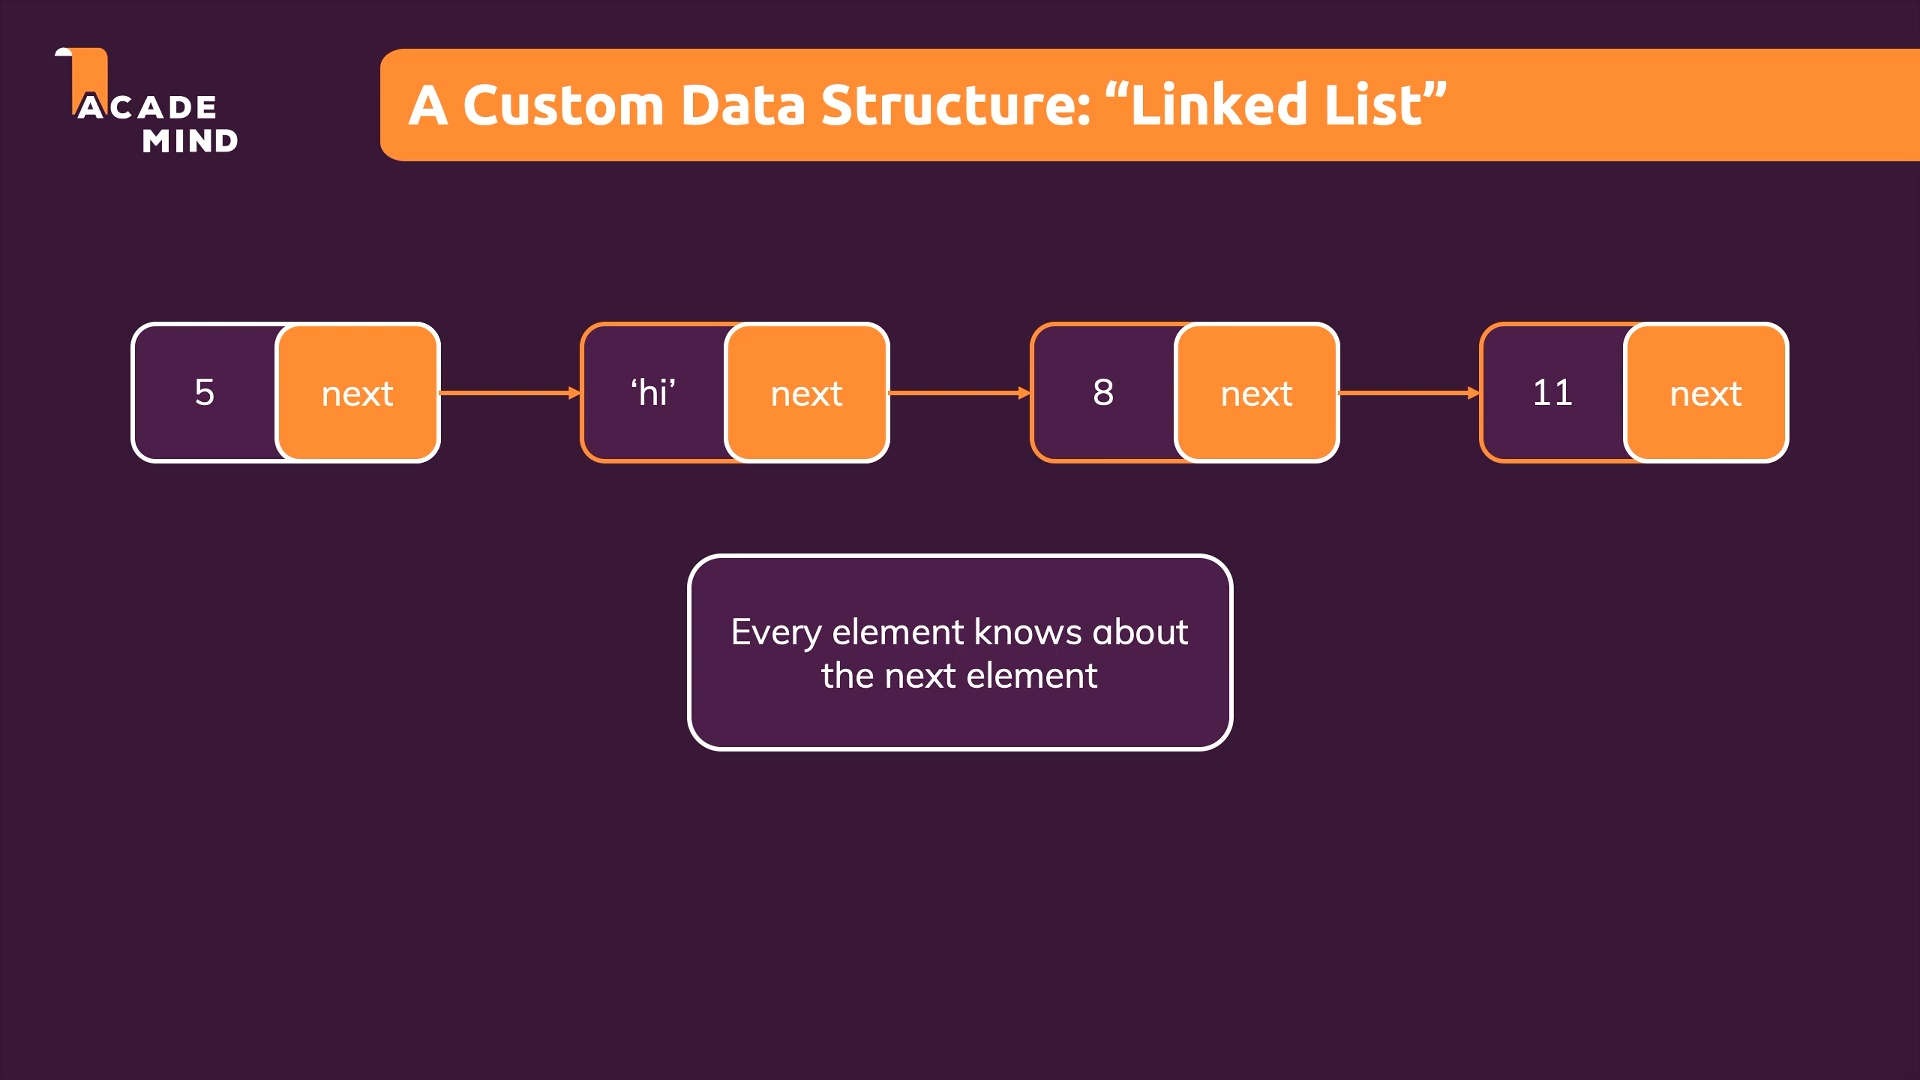 ACADE
MIND
A Custom Data Structure: “Linked List”
5 next ‘hi’ next 8 next 11 next
Every element knows about
the next element